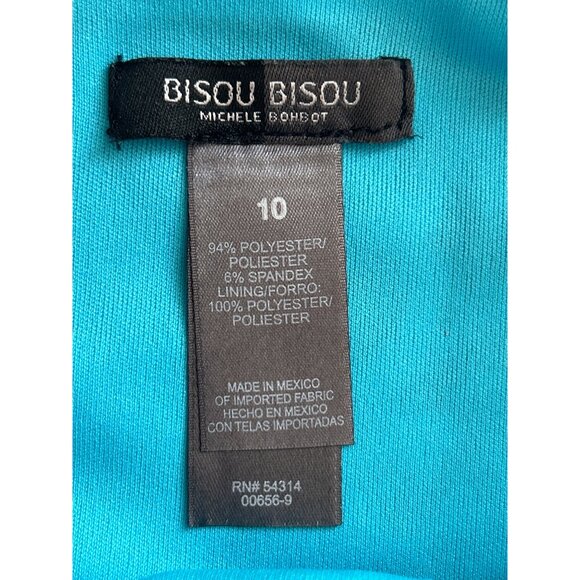 BISOU BISOU
MICHELE BOHBOT
10
94% POLYESTER/
POLIESTER
6% SPANDEX
LINING/FORRO:
100% POLYESTER/
POLIESTER
MADE IN MEXICO
OF IMPORTED FABRIC
HECHO EN MEXICO
CON TELAS IMPORTADAS
RN# 54314
00656-9